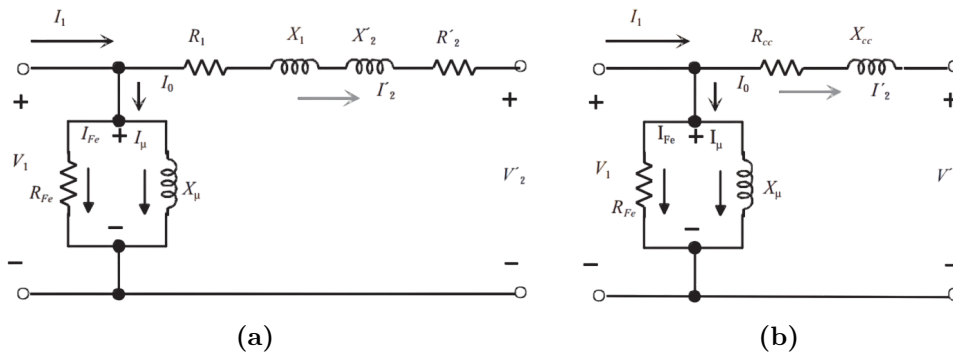 I₁ R₁ X₁ X´₂ R´₂
I₀ I´₂
+ +
I_Fe + I_μ
V₁ R_Fe X_μ V´₂
−
− −
(a)
I₁ R_cc X_cc
I₀ I´₂
+ +
I_Fe + I_μ
V₁ R_Fe X_μ V´
−
− −
(b)